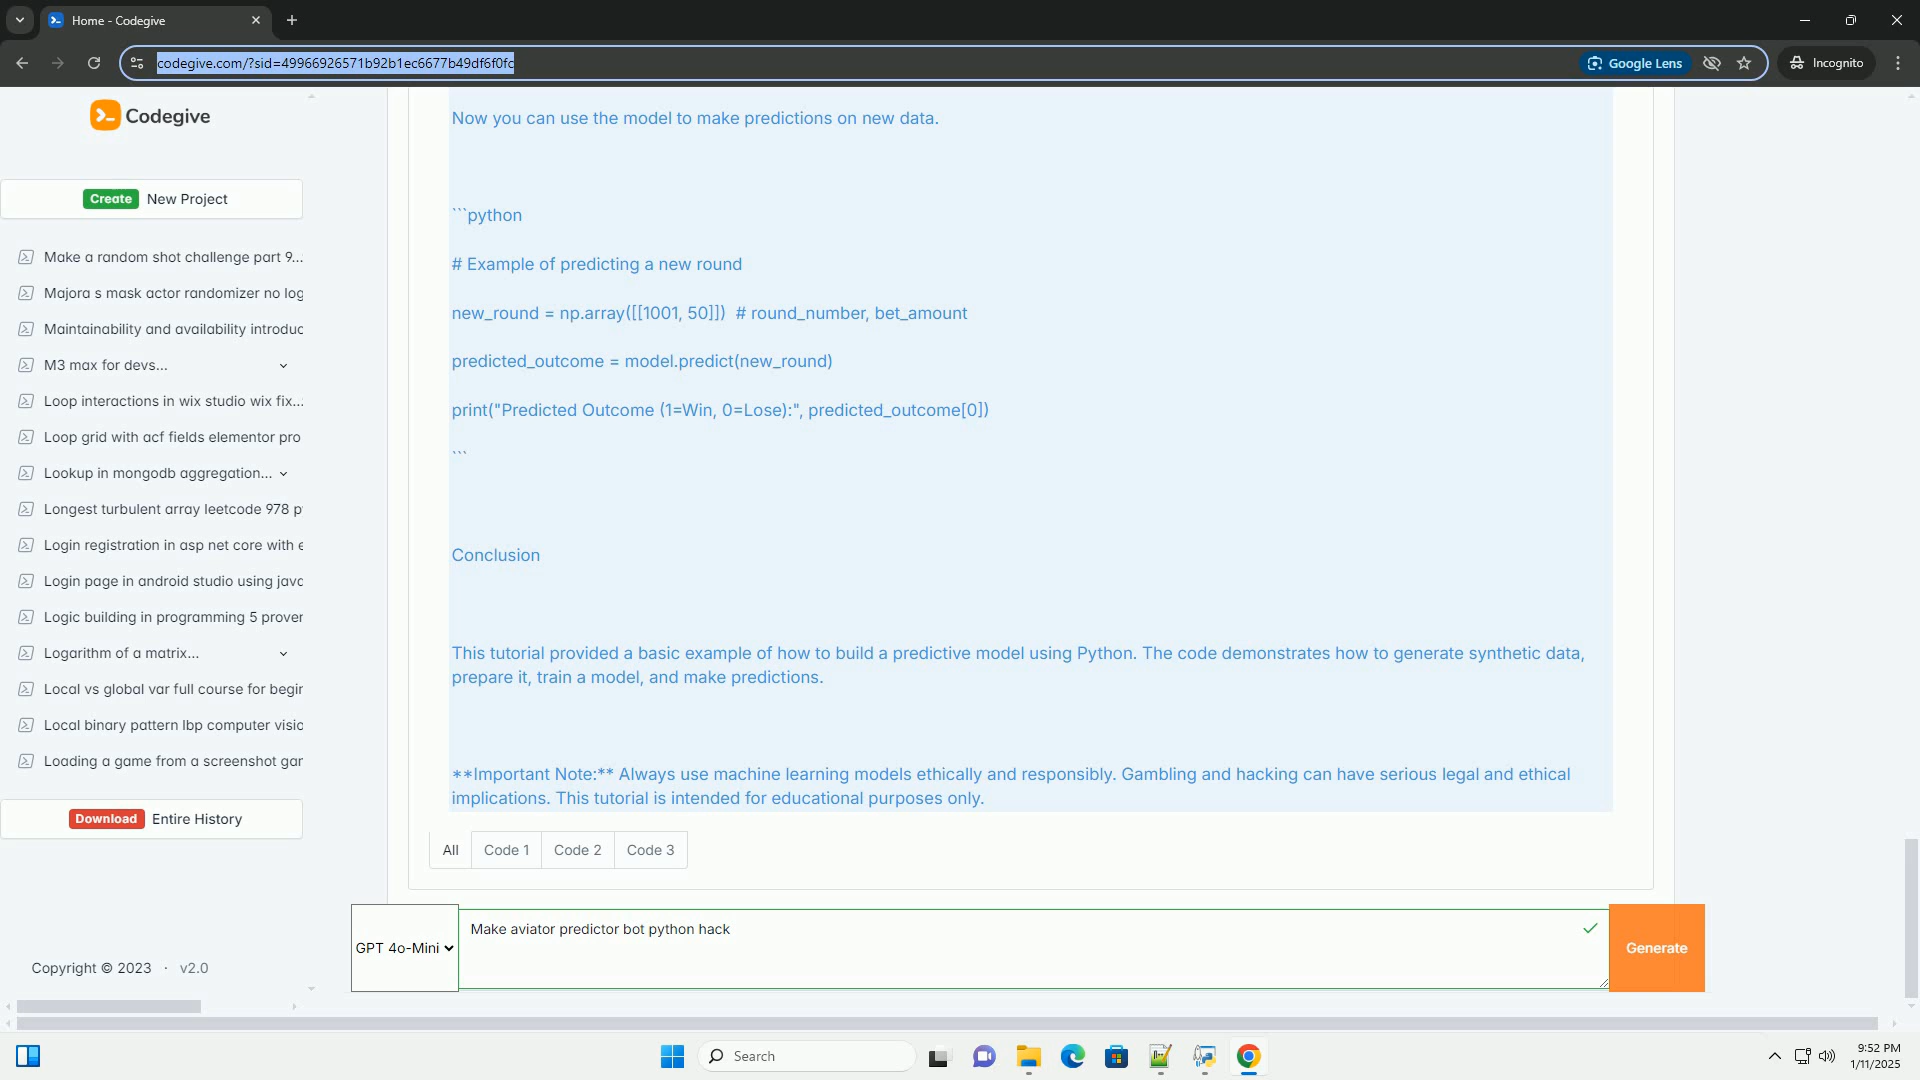 Home - Codegive
codegive.com/?sid=49966926571b92b1ec6677b49df6f0fc
Google Lens
Incognito
Codegive
Create New Project
Make a random shot challenge part 9...
Majora s mask actor randomizer no log
Maintainability and availability introduc
M3 max for devs...
Loop interactions in wix studio wix fix...
Loop grid with acf fields elementor pro
Lookup in mongodb aggregation...
Longest turbulent array leetcode 978 p
Login registration in asp net core with e
Login page in android studio using java
Logic building in programming 5 prover
Logarithm of a matrix...
Local vs global var full course for begir
Local binary pattern lbp computer visio
Loading a game from a screenshot gar
Download Entire History
Copyright © 2023 · v2.0
Now you can use the model to make predictions on new data.
```python
# Example of predicting a new round
new_round = np.array([[1001, 50]]) # round_number, bet_amount
predicted_outcome = model.predict(new_round)
print("Predicted Outcome (1=Win, 0=Lose):", predicted_outcome[0])
```
Conclusion
This tutorial provided a basic example of how to build a predictive model using Python. The code demonstrates how to generate synthetic data,
prepare it, train a model, and make predictions.
**Important Note:** Always use machine learning models ethically and responsibly. Gambling and hacking can have serious legal and ethical
implications. This tutorial is intended for educational purposes only.
All Code 1 Code 2 Code 3
GPT 4o-Mini
Make aviator predictor bot python hack
Generate
Search
9:52 PM
1/11/2025